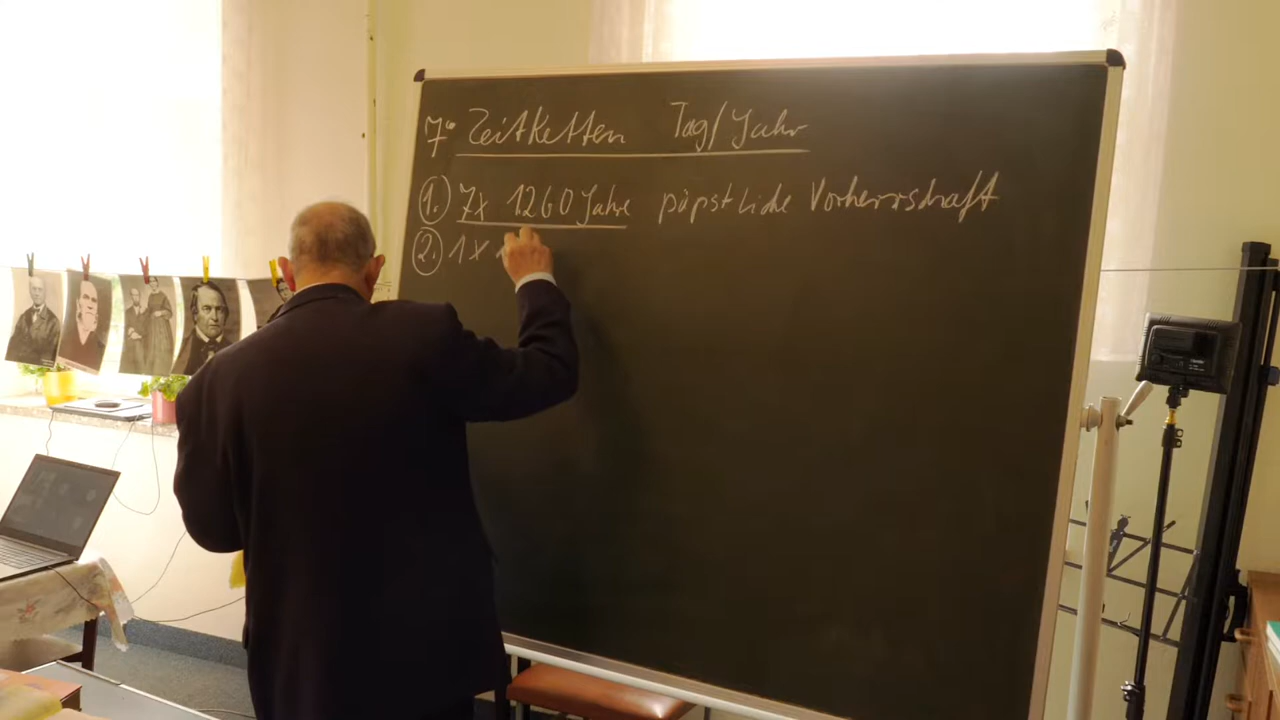 7. Zeitketten Tag/Jahr
1. 7x 1260 Jahre päpstliche Vorherrschaft
2. 1x